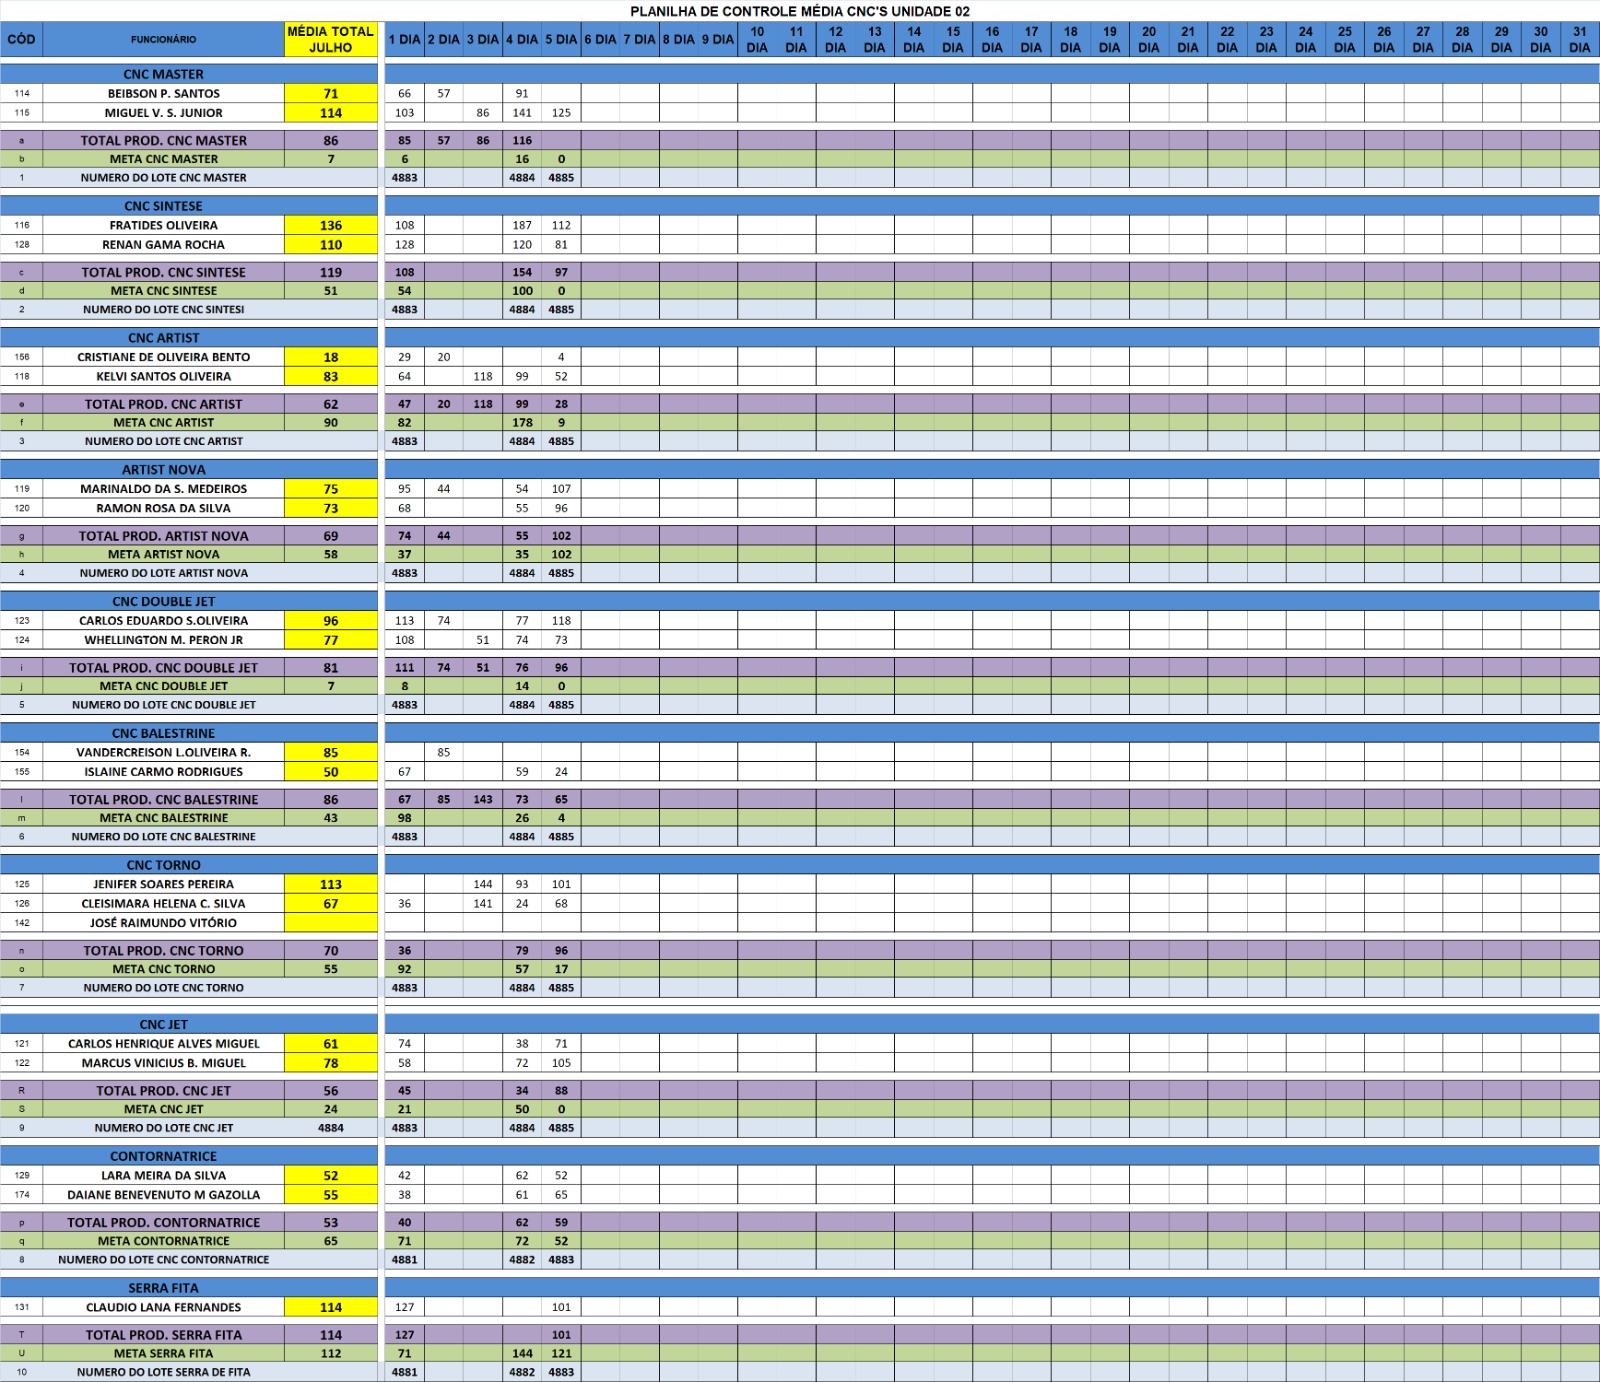 PLANILHA DE CONTROLE MÉDIA CNC'S UNIDADE 02
CÓD FUNCIONÁRIO MÉDIA TOTAL JULHO 1 DIA 2 DIA 3 DIA 4 DIA 5 DIA 6 DIA 7 DIA 8 DIA 9 DIA 10 DIA 11 DIA 12 DIA 13 DIA 14 DIA 15 DIA 16 DIA 17 DIA 18 DIA 19 DIA 20 DIA 21 DIA 22 DIA 23 DIA 24 DIA 25 DIA 26 DIA 27 DIA 28 DIA 29 DIA 30 DIA 31 DIA
CNC MASTER
114 BEIBSON P. SANTOS 71 66 57 91
115 MIGUEL V. S. JUNIOR 114 103 86 141 125
a TOTAL PROD. CNC MASTER 86 85 57 86 116
b META CNC MASTER 7 6 16 0
1 NUMERO DO LOTE CNC MASTER 4883 4884 4885
CNC SINTESE
116 FRATIDES OLIVEIRA 136 108 187 112
128 RENAN GAMA ROCHA 110 128 120 81
c TOTAL PROD. CNC SINTESE 119 108 154 97
d META CNC SINTESE 51 54 100 0
2 NUMERO DO LOTE CNC SINTESI 4883 4884 4885
CNC ARTIST
156 CRISTIANE DE OLIVEIRA BENTO 18 29 20 4
118 KELVI SANTOS OLIVEIRA 83 64 118 99 52
e TOTAL PROD. CNC ARTIST 62 47 20 118 99 28
f META CNC ARTIST 90 82 178 9
3 NUMERO DO LOTE CNC ARTIST 4883 4884 4885
ARTIST NOVA
119 MARINALDO DA S. MEDEIROS 75 95 44 54 107
120 RAMON ROSA DA SILVA 73 68 55 96
g TOTAL PROD. ARTIST NOVA 69 74 44 55 102
h META ARTIST NOVA 58 37 35 102
4 NUMERO DO LOTE ARTIST NOVA 4883 4884 4885
CNC DOUBLE JET
123 CARLOS EDUARDO S.OLIVEIRA 96 113 74 77 118
124 WHELLINGTON M. PERON JR 77 108 51 74 73
i TOTAL PROD. CNC DOUBLE JET 81 111 74 51 76 96
j META CNC DOUBLE JET 7 8 14 0
5 NUMERO DO LOTE CNC DOUBLE JET 4883 4884 4885
CNC BALESTRINE
154 VANDERCREISON L.OLIVEIRA R. 85 85
155 ISLAINE CARMO RODRIGUES 50 67 59 24
l TOTAL PROD. CNC BALESTRINE 86 67 85 143 73 65
m META CNC BALESTRINE 43 98 26 4
6 NUMERO DO LOTE CNC BALESTRINE 4883 4884 4885
CNC TORNO
125 JENIFER SOARES PEREIRA 113 144 93 101
126 CLEISIMARA HELENA C. SILVA 67 36 141 24 68
142 JOSÉ RAIMUNDO VITÓRIO
n TOTAL PROD. CNC TORNO 70 36 79 96
o META CNC TORNO 55 92 57 17
7 NUMERO DO LOTE CNC TORNO 4883 4884 4885
CNC JET
121 CARLOS HENRIQUE ALVES MIGUEL 61 74 38 71
122 MARCUS VINICIUS B. MIGUEL 78 58 72 105
R TOTAL PROD. CNC JET 56 45 34 88
S META CNC JET 24 21 50 0
9 NUMERO DO LOTE CNC JET 4884 4883 4884 4885
CONTORNATRICE
129 LARA MEIRA DA SILVA 52 42 62 52
174 DAIANE BENEVENUTO M GAZOLLA 55 38 61 65
p TOTAL PROD. CONTORNATRICE 53 40 62 59
q META CONTORNATRICE 65 71 72 52
8 NUMERO DO LOTE CNC CONTORNATRICE 4881 4882 4883
SERRA FITA
131 CLAUDIO LANA FERNANDES 114 127 101
T TOTAL PROD. SERRA FITA 114 127 101
U META SERRA FITA 112 71 144 121
10 NUMERO DO LOTE SERRA DE FITA 4881 4882 4883